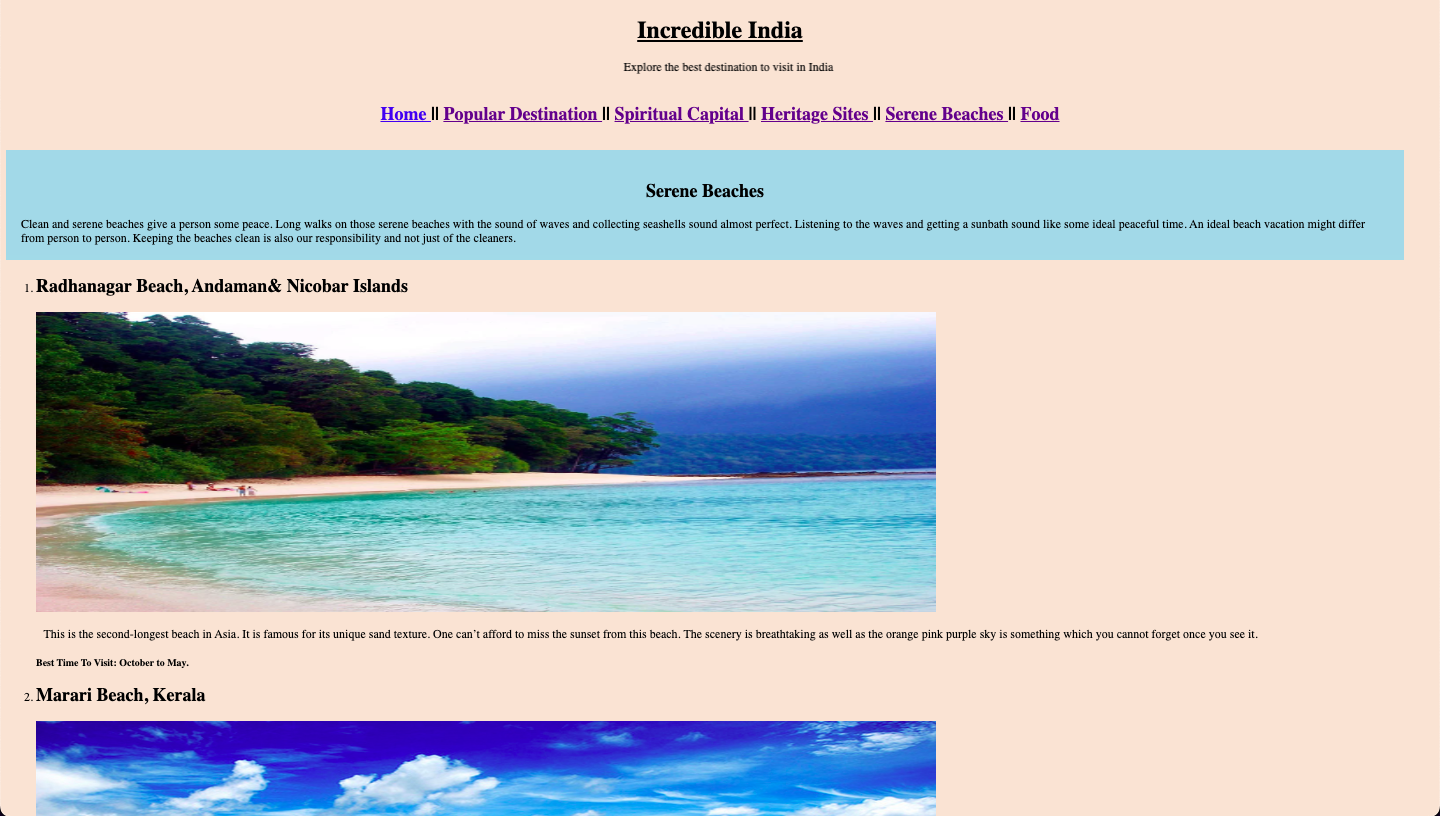 Incredible India
Explore the best destination to visit in India
Home || Popular Destination || Spiritual Capital || Heritage Sites || Serene Beaches || Food
Serene Beaches
Clean and serene beaches give a person some peace. Long walks on those serene beaches with the sound of waves and collecting seashells sound almost perfect. Listening to the waves and getting a sunbath sound like some ideal peaceful time. An ideal beach vacation might differ
from person to person. Keeping the beaches clean is also our responsibility and not just of the cleaners.
1. Radhanagar Beach, Andaman& Nicobar Islands
This is the second-longest beach in Asia. It is famous for its unique sand texture. One can't afford to miss the sunset from this beach. The scenery is breathtaking as well as the orange pink purple sky is something which you cannot forget once you see it.
Best Time To Visit: October to May.
2. Marari Beach, Kerala